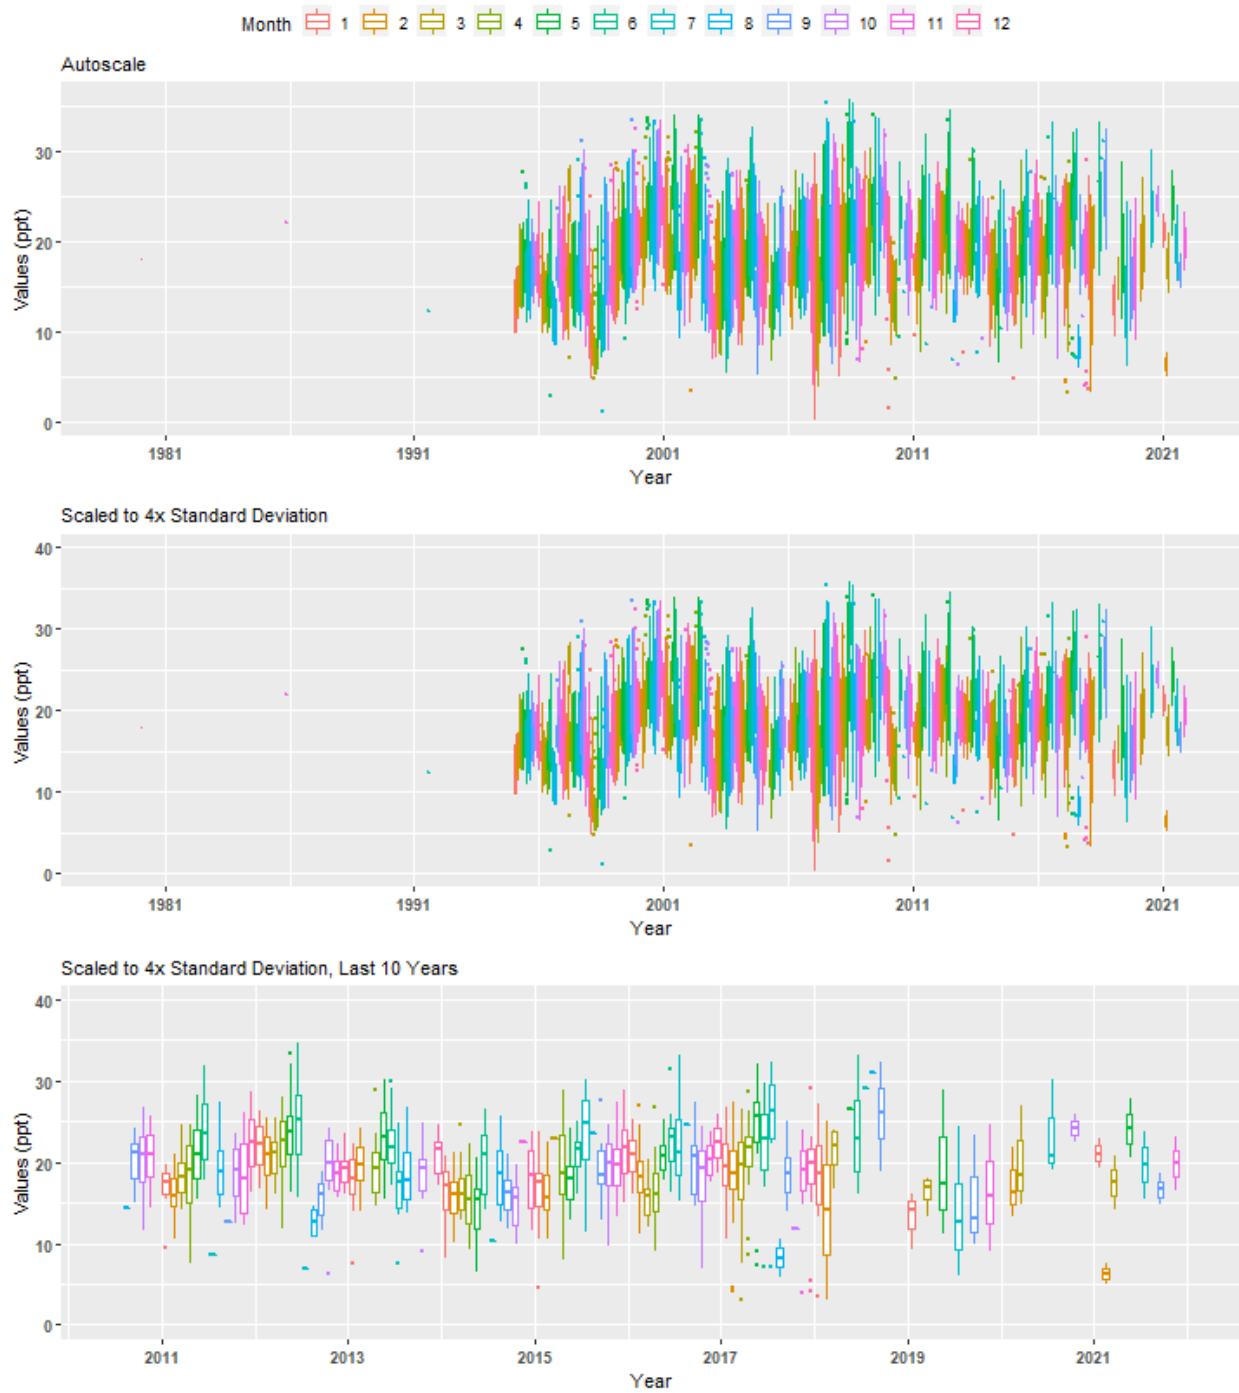 Month 1 2 3 4 5 6 7 8 9 10 11 12
Autoscale
30
20
10
0
Values (ppt)
1981 1991 2001 2011 2021
Year
Scaled to 4x Standard Deviation
40
30
20
10
0
Values (ppt)
1981 1991 2001 2011 2021
Year
Scaled to 4x Standard Deviation, Last 10 Years
40
30
20
10
0
Values (ppt)
2011 2013 2015 2017 2019 2021
Year